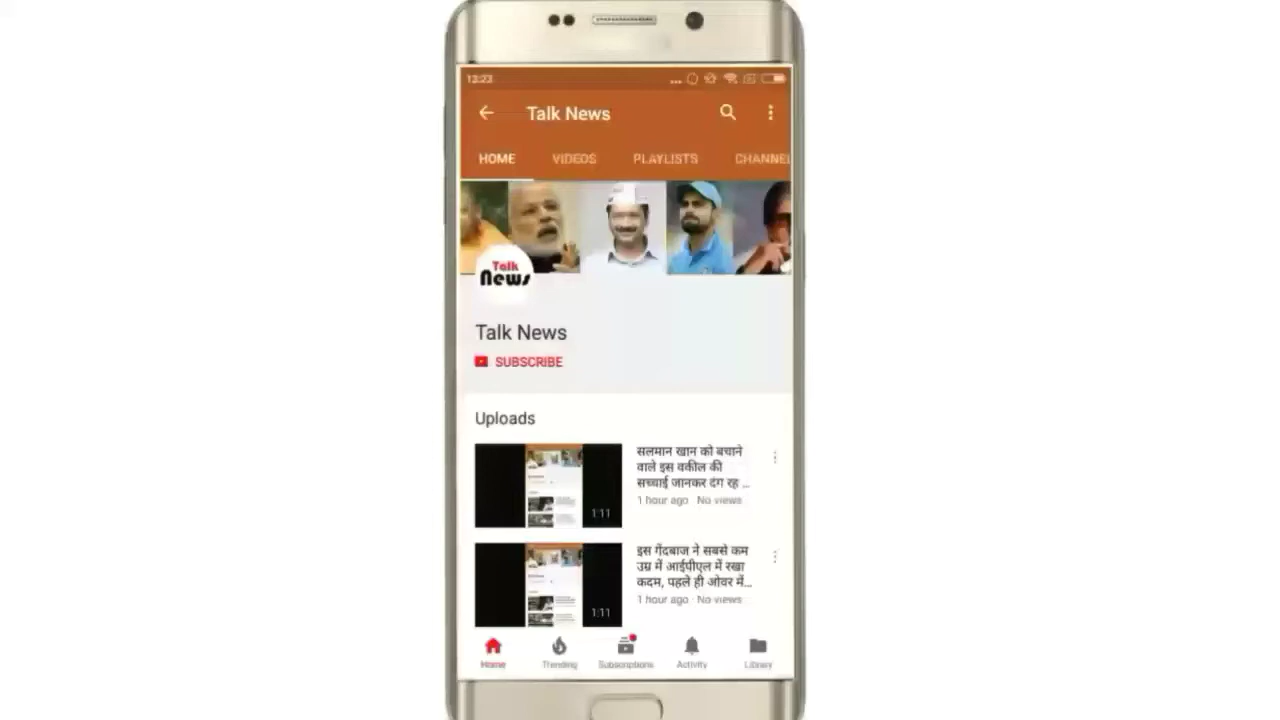 12:23
Talk News
HOME VIDEOS PLAYLISTS CHANNEL
Talk
News
Talk News
SUBSCRIBE
Uploads
सलमान खान को बचाने
वाले इस वकील की
सच्चाई जानकर दंग रह ...
1 hour ago · No views
1:11
इस गेंदबाज ने सबसे कम
उम्र में आईपीएल में रखा
कदम, पहले ही ओवर में...
1 hour ago · No views
1:11
Home Trending Subscriptions Activity Library